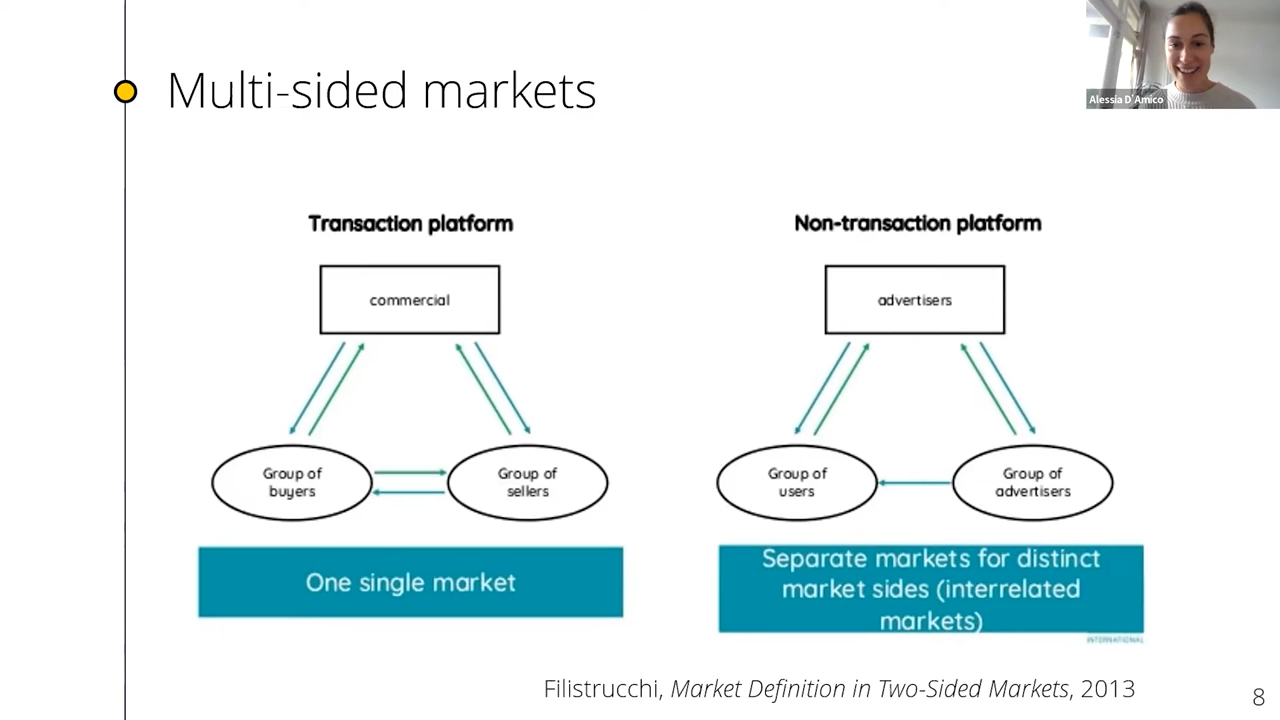 Multi-sided markets
Alessia D'Amico
Transaction platform
commercial
Group of
buyers
Group of
sellers
One single market
Non-transaction platform
advertisers
Group of
users
Group of
advertisers
Separate markets for distinct
market sides (interrelated
markets)
INTERNATIONAL
Filistrucchi, Market Definition in Two-Sided Markets, 2013
8